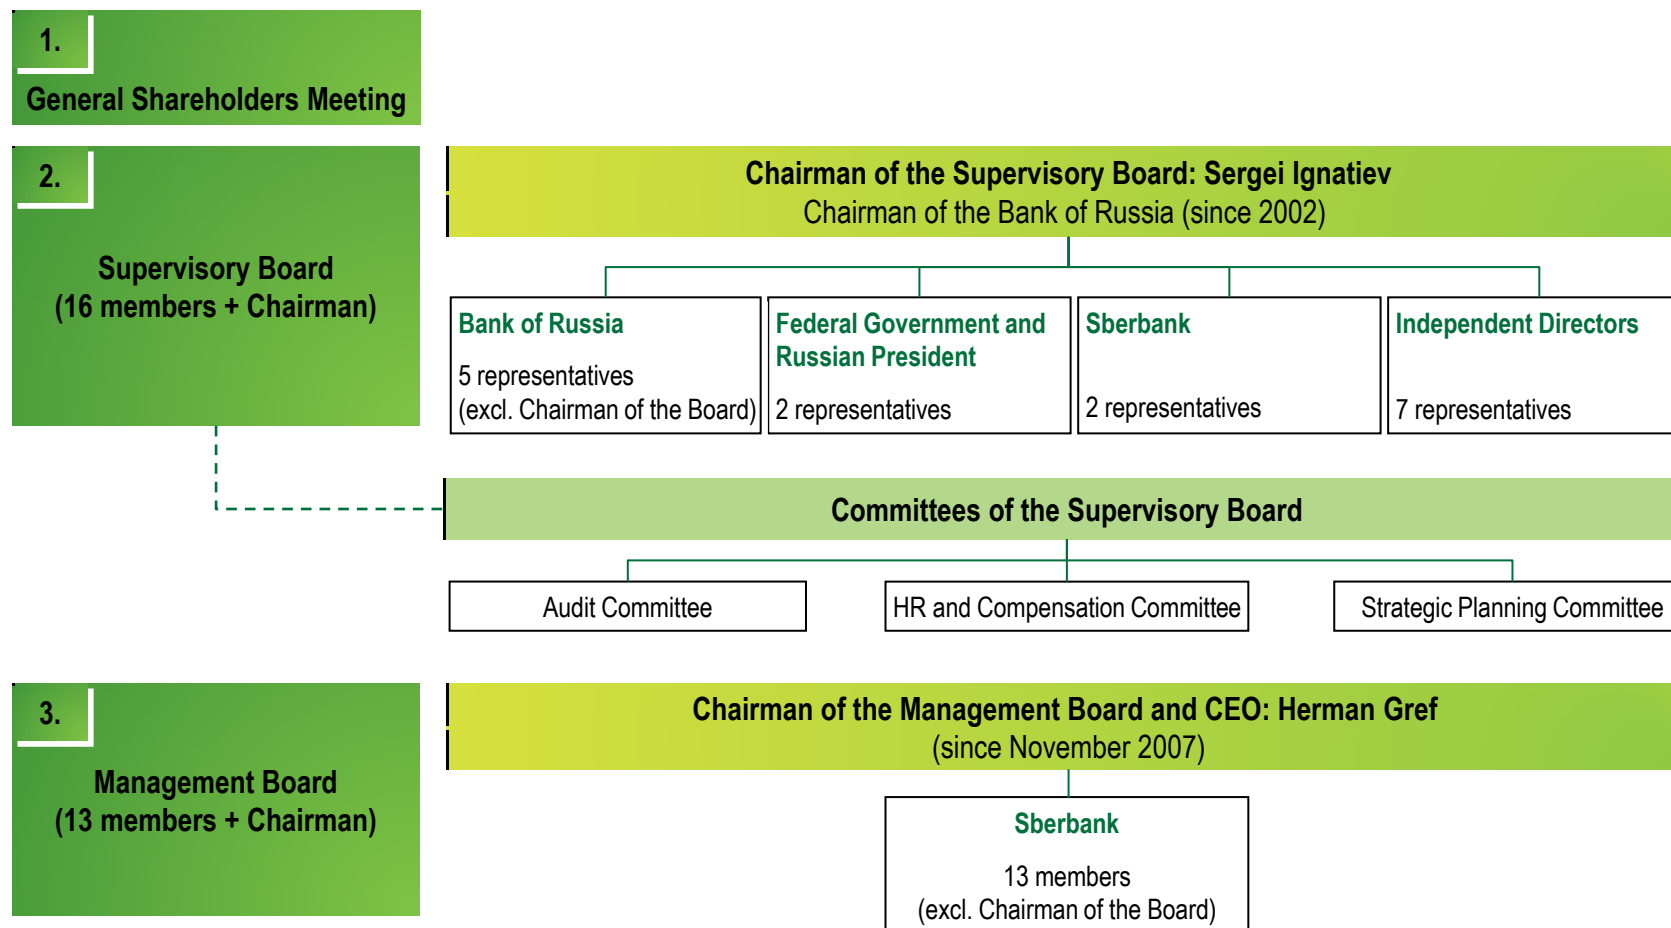 1.
General Shareholders Meeting
2.
Supervisory Board
(16 members + Chairman)
Chairman of the Supervisory Board: Sergei Ignatiev
Chairman of the Bank of Russia (since 2002)
Bank of Russia
5 representatives
(excl. Chairman of the Board)
Federal Government and
Russian President
2 representatives
Sberbank
2 representatives
Independent Directors
7 representatives
Committees of the Supervisory Board
Audit Committee
HR and Compensation Committee
Strategic Planning Committee
3.
Management Board
(13 members + Chairman)
Chairman of the Management Board and CEO: Herman Gref
(since November 2007)
Sberbank
13 members
(excl. Chairman of the Board)